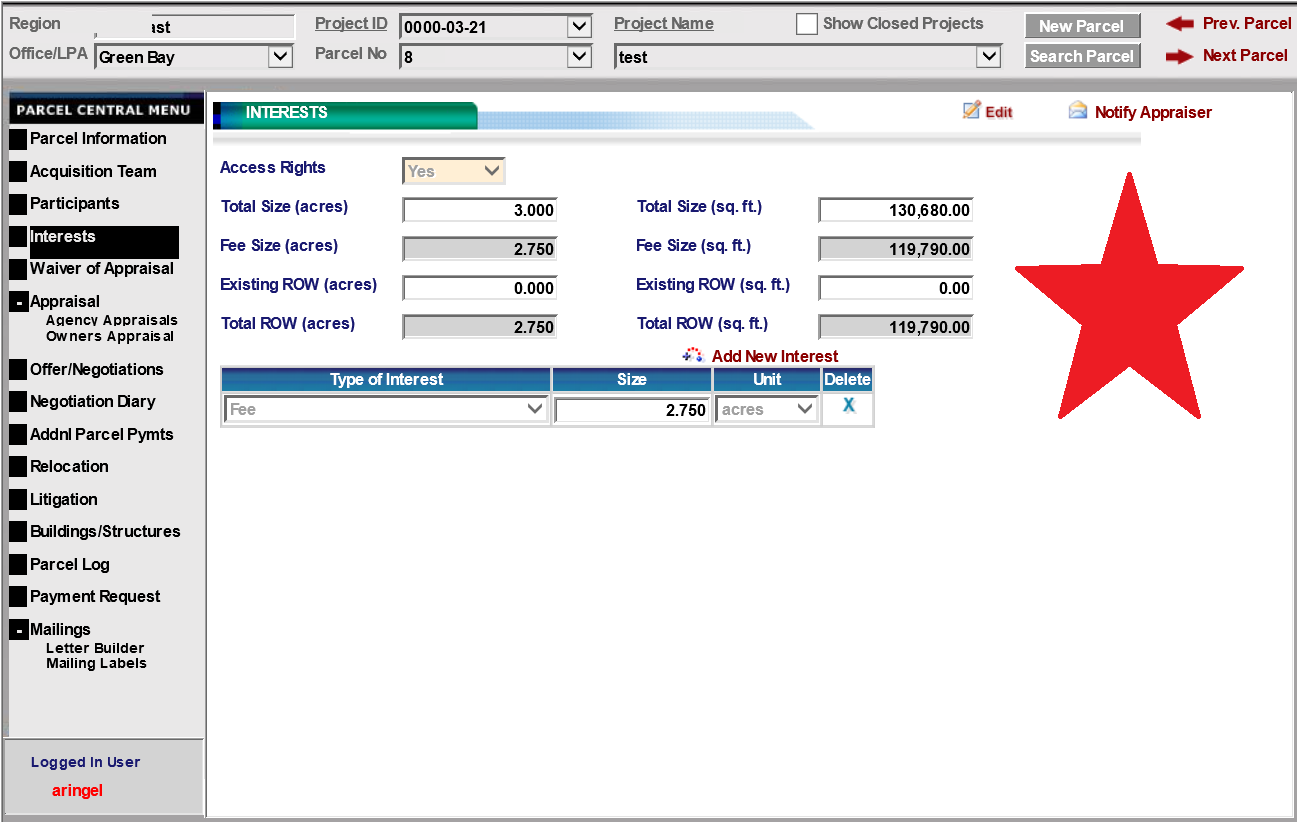 Region ast Project ID 0000-03-21 Project Name Show Closed Projects New Parcel Prev. Parcel
Office/LPA Green Bay Parcel No 8 test Search Parcel Next Parcel
PARCEL CENTRAL MENU
Parcel Information
Acquisition Team
Participants
Interests
Waiver of Appraisal
- Appraisal
Agency Appraisals
Owners Appraisal
Offer/Negotiations
Negotiation Diary
Addnl Parcel Pymts
Relocation
Litigation
Buildings/Structures
Parcel Log
Payment Request
- Mailings
Letter Builder
Mailing Labels
Logged In User
aringel
INTERESTS Edit Notify Appraiser
Access Rights Yes
Total Size (acres) 3.000 Total Size (sq. ft.) 130,680.00
Fee Size (acres) 2.750 Fee Size (sq. ft.) 119,790.00
Existing ROW (acres) 0.000 Existing ROW (sq. ft.) 0.00
Total ROW (acres) 2.750 Total ROW (sq. ft.) 119,790.00
Add New Interest
Type of Interest Size Unit Delete
Fee 2.750 acres X